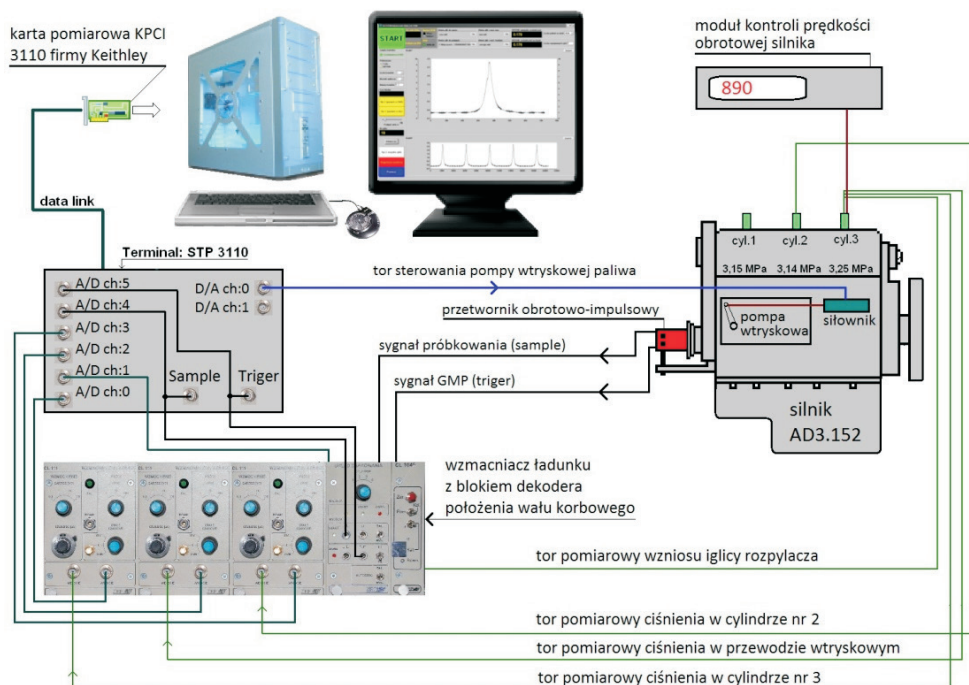 karta pomiarowa KPCI
3110 firmy Keithley
moduł kontroli prędkości
obrotowej silnika
890
START
data link
Terminal: STP 3110
A/D ch:5
A/D ch:4
A/D ch:3
A/D ch:2
A/D ch:1
A/D ch:0
D/A ch:0
D/A ch:1
Sample
Triger
tor sterowania pompy wtryskowej paliwa
przetwornik obrotowo-impulsowy
sygnał próbkowania (sample)
sygnał GMP (triger)
cyl.1
cyl.2
cyl.3
3,15 MPa
3,14 MPa
3,25 MPa
pompa
wtryskowa
siłownik
silnik
AD3.152
wzmacniacz ładunku
z blokiem dekodera
położenia wału korbowego
tor pomiarowy wzniosu iglicy rozpylacza
tor pomiarowy ciśnienia w cylindrze nr 2
tor pomiarowy ciśnienia w przewodzie wtryskowym
tor pomiarowy ciśnienia w cylindrze nr 3